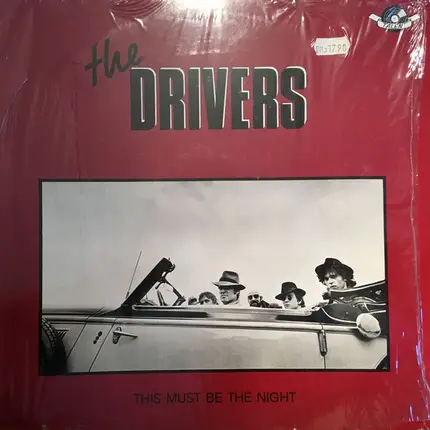 the
DRIVERS
THIS MUST BE THE NIGHT